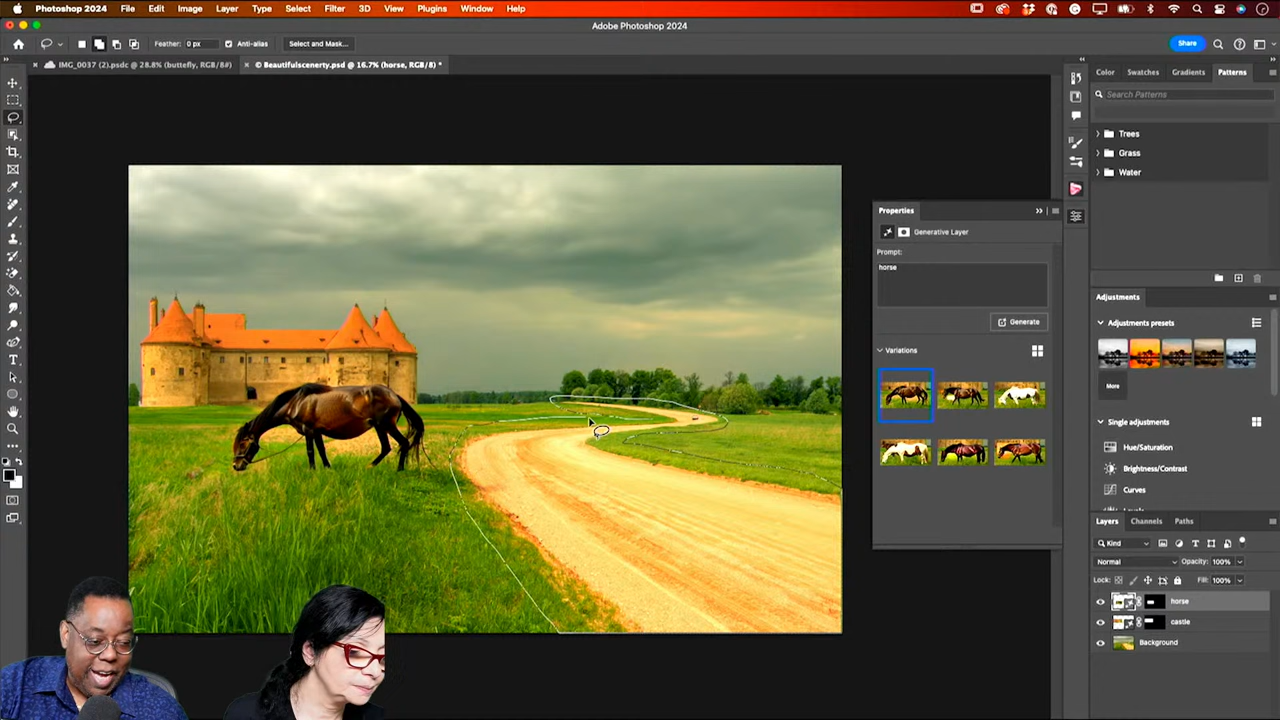 Photoshop 2024 File Edit Image Layer Type Select Filter 3D View Plugins Window Help
Adobe Photoshop 2024
Feather: 0 px Anti-alias Select and Mask... Share
IMG_0037 (2).psdc @ 28.8% (buttefly, RGB/8#) © Beautifulscenerty.psd @ 16.7% (horse, RGB/8) *
Color Swatches Gradients Patterns
Search Patterns
Trees
Grass
Water
Properties
Generative Layer
Prompt:
horse
Generate
Variations
Adjustments
Adjustments presets
More
Single adjustments
Hue/Saturation
Brightness/Contrast
Curves
Layers Channels Paths
Kind
Normal Opacity: 100%
Lock: Fill: 100%
horse
castle
Background